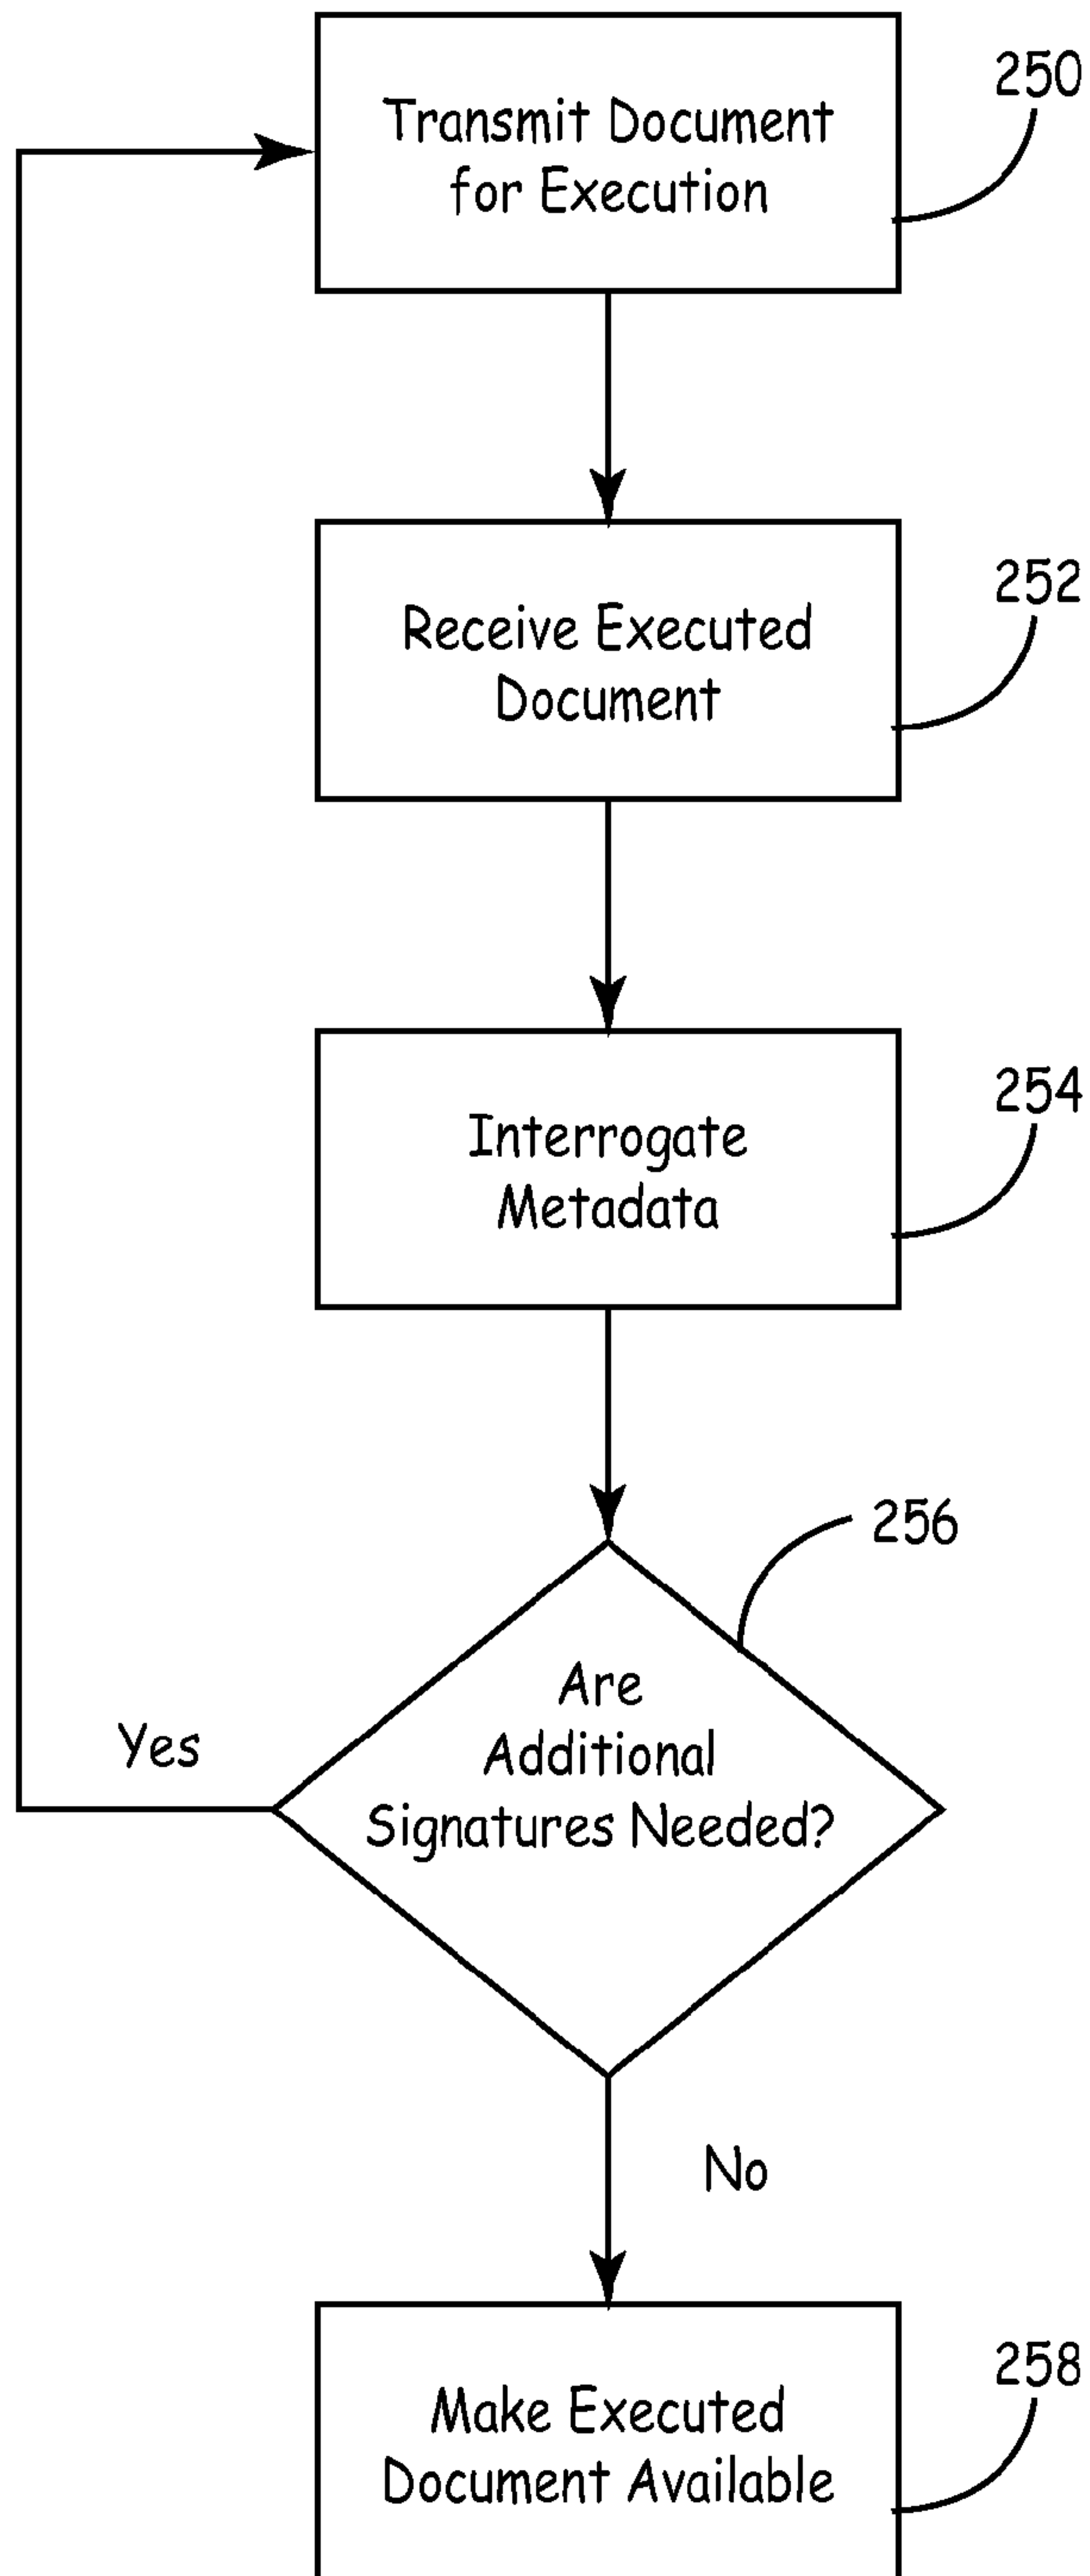 Transmit Document
for Execution
250
Receive Executed
Document
252
Interrogate
Metadata
254
256
Are
Additional
Signatures Needed?
Yes
No
Make Executed
Document Available
258